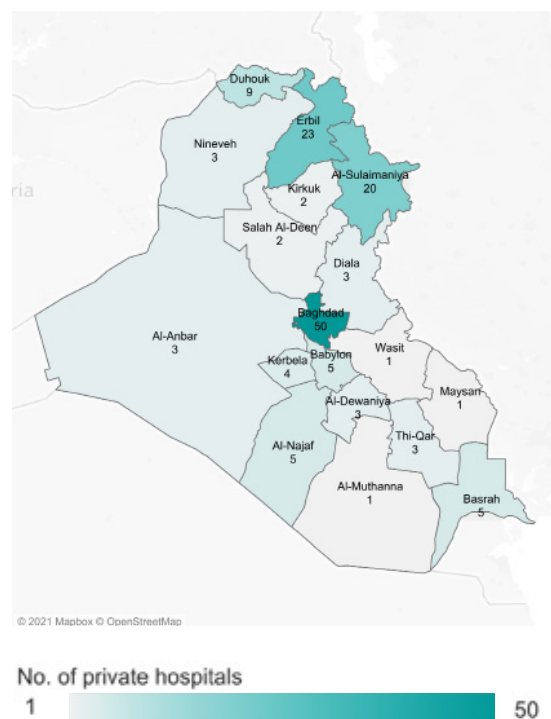 Duhouk
9
Erbil
23
Nineveh
3
Al-Sulaimaniya
20
Kirkuk
2
ria
Salah Al-Deen
2
Diala
3
Baghdad
50
Al-Anbar
3
Wasit
1
Kerbela
4
Babylon
5
Maysan
1
Al-Dewaniya
3
Thi-Qar
3
Al-Najaf
5
Al-Muthanna
1
Basrah
5
© 2021 Mapbox © OpenStreetMap
No. of private hospitals
1 50